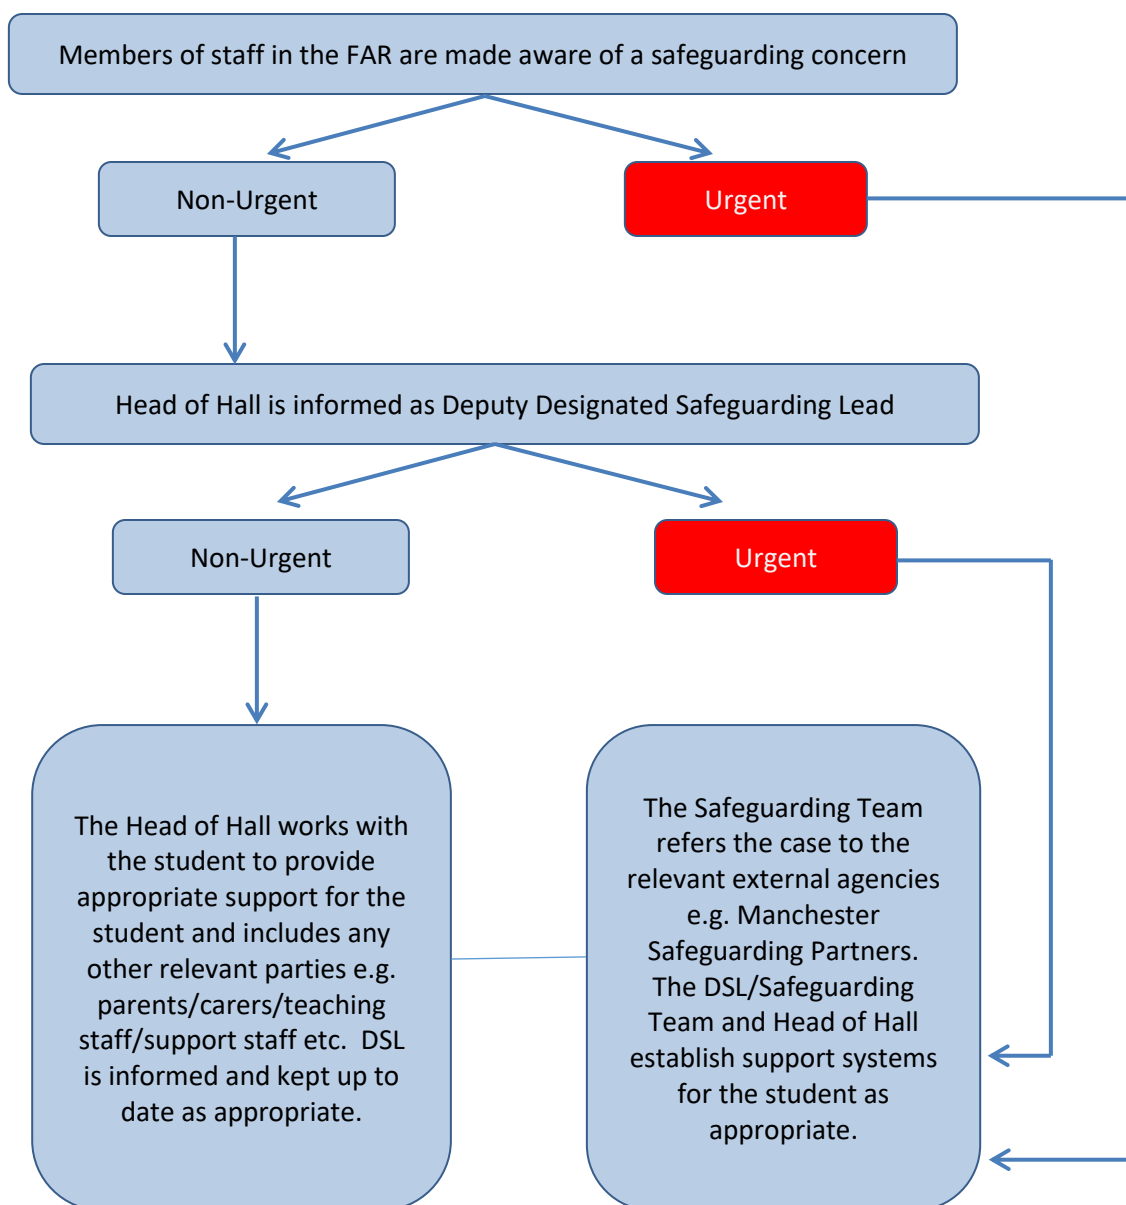 Members of staff in the FAR are made aware of a safeguarding concern
Non-Urgent
Urgent
Head of Hall is informed as Deputy Designated Safeguarding Lead
Non-Urgent
Urgent
The Head of Hall works with
the student to provide
appropriate support for the
student and includes any
other relevant parties e.g.
parents/carers/teaching
staff/support staff etc.  DSL
is informed and kept up to
date as appropriate.
The Safeguarding Team
refers the case to the
relevant external agencies
e.g. Manchester
Safeguarding Partners.
The DSL/Safeguarding
Team and Head of Hall
establish support systems
for the student as
appropriate.